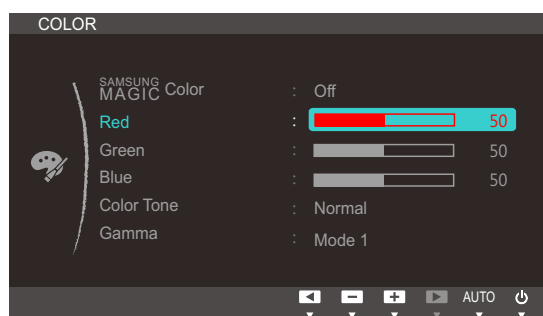 COLOR
SAMSUNG
MAGIC Color : Off
Red : 50
Green : 50
Blue : 50
Color Tone : Normal
Gamma : Mode 1
AUTO